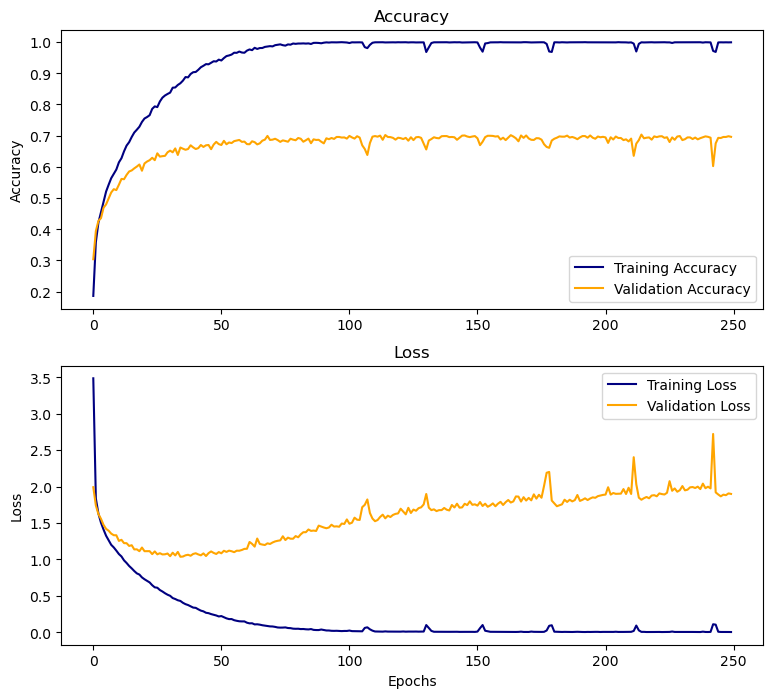 Accuracy
1.0
0.9
0.8
0.7
0.6
0.5
0.4
0.3
0.2
Accuracy
Training Accuracy
Validation Accuracy
0 50 100 150 200 250
Loss
3.5
3.0
2.5
2.0
1.5
1.0
0.5
0.0
Loss
Training Loss
Validation Loss
0 50 100 150 200 250
Epochs